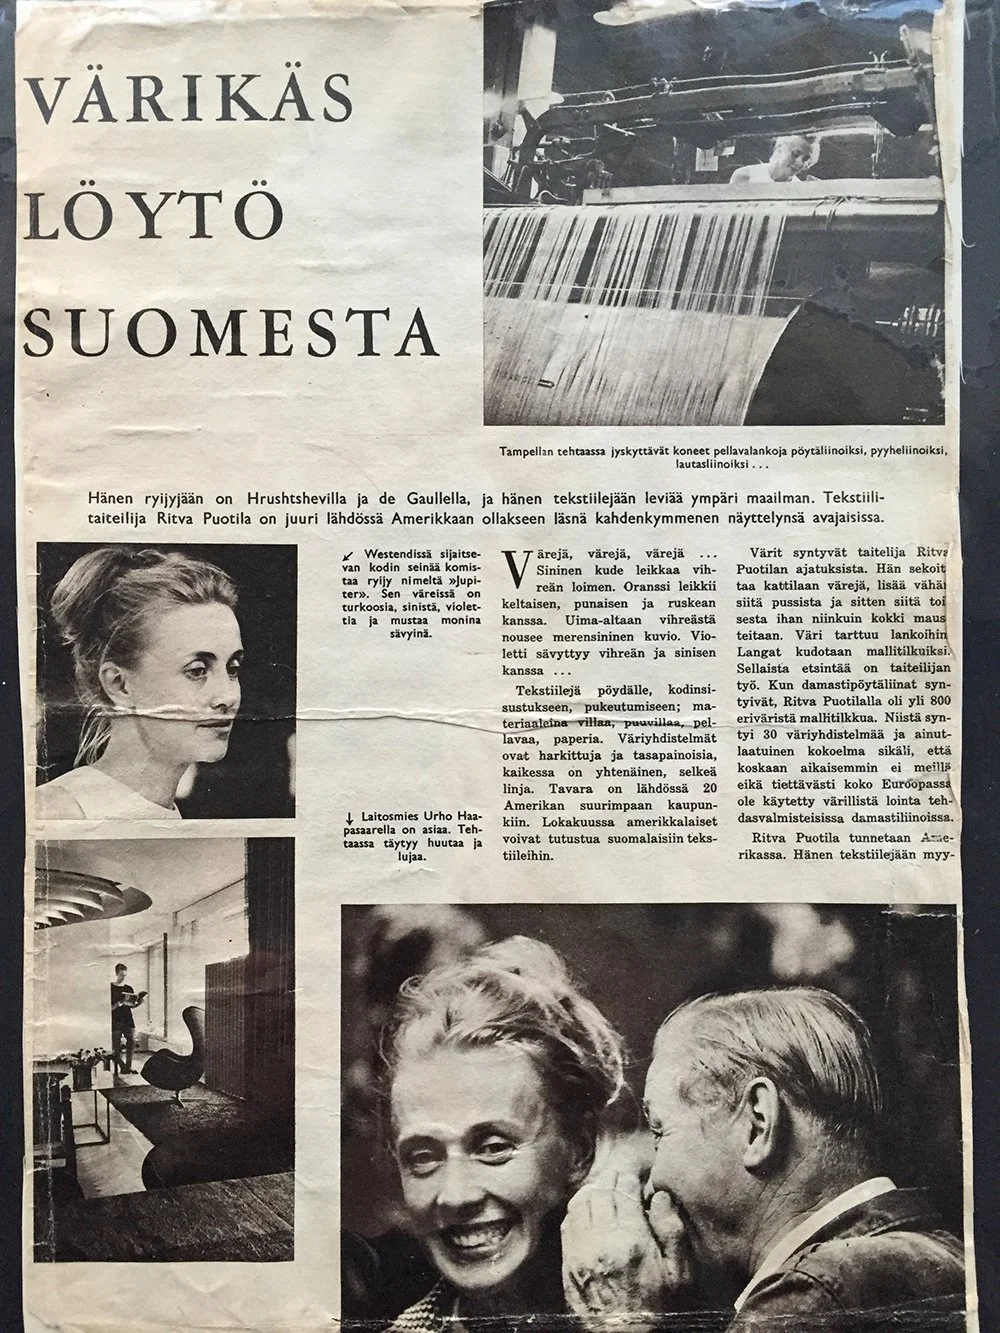 VÄRIKÄS
LÖYTÖ
SUOMESTA
Tampellan tehtaassa jyskyttävät koneet pellavalankoja pöytäliinoiksi, pyyheliinoiksi,
lautasliinoiksi . . .
Hänen ryijyjään on Hrushtshevilla ja de Gaullella, ja hänen tekstiilejään leviää ympäri maailman. Tekstiili-
taiteilija Ritva Puotila on juuri lähdössä Amerikkaan ollakseen läsnä kahdenkymmenen näyttelynsä avajaisissa.
↙ Westendissä sijaitse-
van kodin seinää komis-
taa ryijy nimeltä »Jupi-
ter». Sen väreissä on
turkoosia, sinistä, violet-
tia ja mustaa monina
sävyinä.
↓ Laitosmies Urho Haa-
pasaarella on asiaa. Teh-
taassa täytyy huutaa ja
lujaa.
Värejä, värejä, värejä ...
Sininen kude leikkaa vih-
reän loimen. Oranssi leikkii
keltaisen, punaisen ja ruskean
kanssa. Uima-altaan vihreästä
nousee merensininen kuvio. Vio-
letti sävyttyy vihreän ja sinisen
kanssa ...
Tekstiilejä pöydälle, kodinsi-
sustukseen, pukeutumiseen; ma-
teriaaleina villaa, puuvillaa, pel-
lavaa, paperia. Väriyhdistelmät
ovat harkittuja ja tasapainoisia,
kaikessa on yhtenäinen, selkeä
linja. Tavara on lähdössä 20
Amerikan suurimpaan kaupun-
kiin. Lokakuussa amerikkalaiset
voivat tutustua suomalaisiin teks-
tiileihin.
Värit syntyvät taitelija Ritva
Puotilan ajatuksista. Hän sekoit
taa kattilaan värejä, lisää vähän
siitä pussista ja sitten siitä toi
sesta ihan niinkuin kokki maus
teitaan. Väri tarttuu lankoihin
Langat kudotaan mallitilkuiksi.
Sellaista etsintää on taiteilijan
työ. Kun damastipöytäliinat syn-
tyivät, Ritva Puotilalla oli yli 800
eriväristä mallitilkkua. Niistä syn-
tyi 30 väriyhdistelmää ja ainut-
laatuinen kokoelma sikäli, että
koskaan aikaisemmin ei meillä
eikä tiettävästi koko Euroopassa
ole käytetty värillistä lointa teh-
dasvalmisteisissa damastiliinoissa.
Ritva Puotila tunnetaan Ame-
rikassa. Hänen tekstiilejään myy-